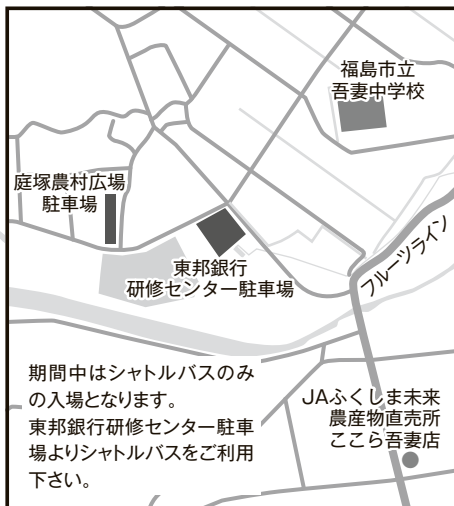 福島市立
吾妻中学校
庭塚農村広場
駐車場
東邦銀行
研修センター駐車場
フルーツライン
期間中はシャトルバスのみ
の入場となります。
東邦銀行研修センター駐車
場よりシャトルバスをご利用
下さい。
JAふくしま未来
農産物直売所
ここら吾妻店